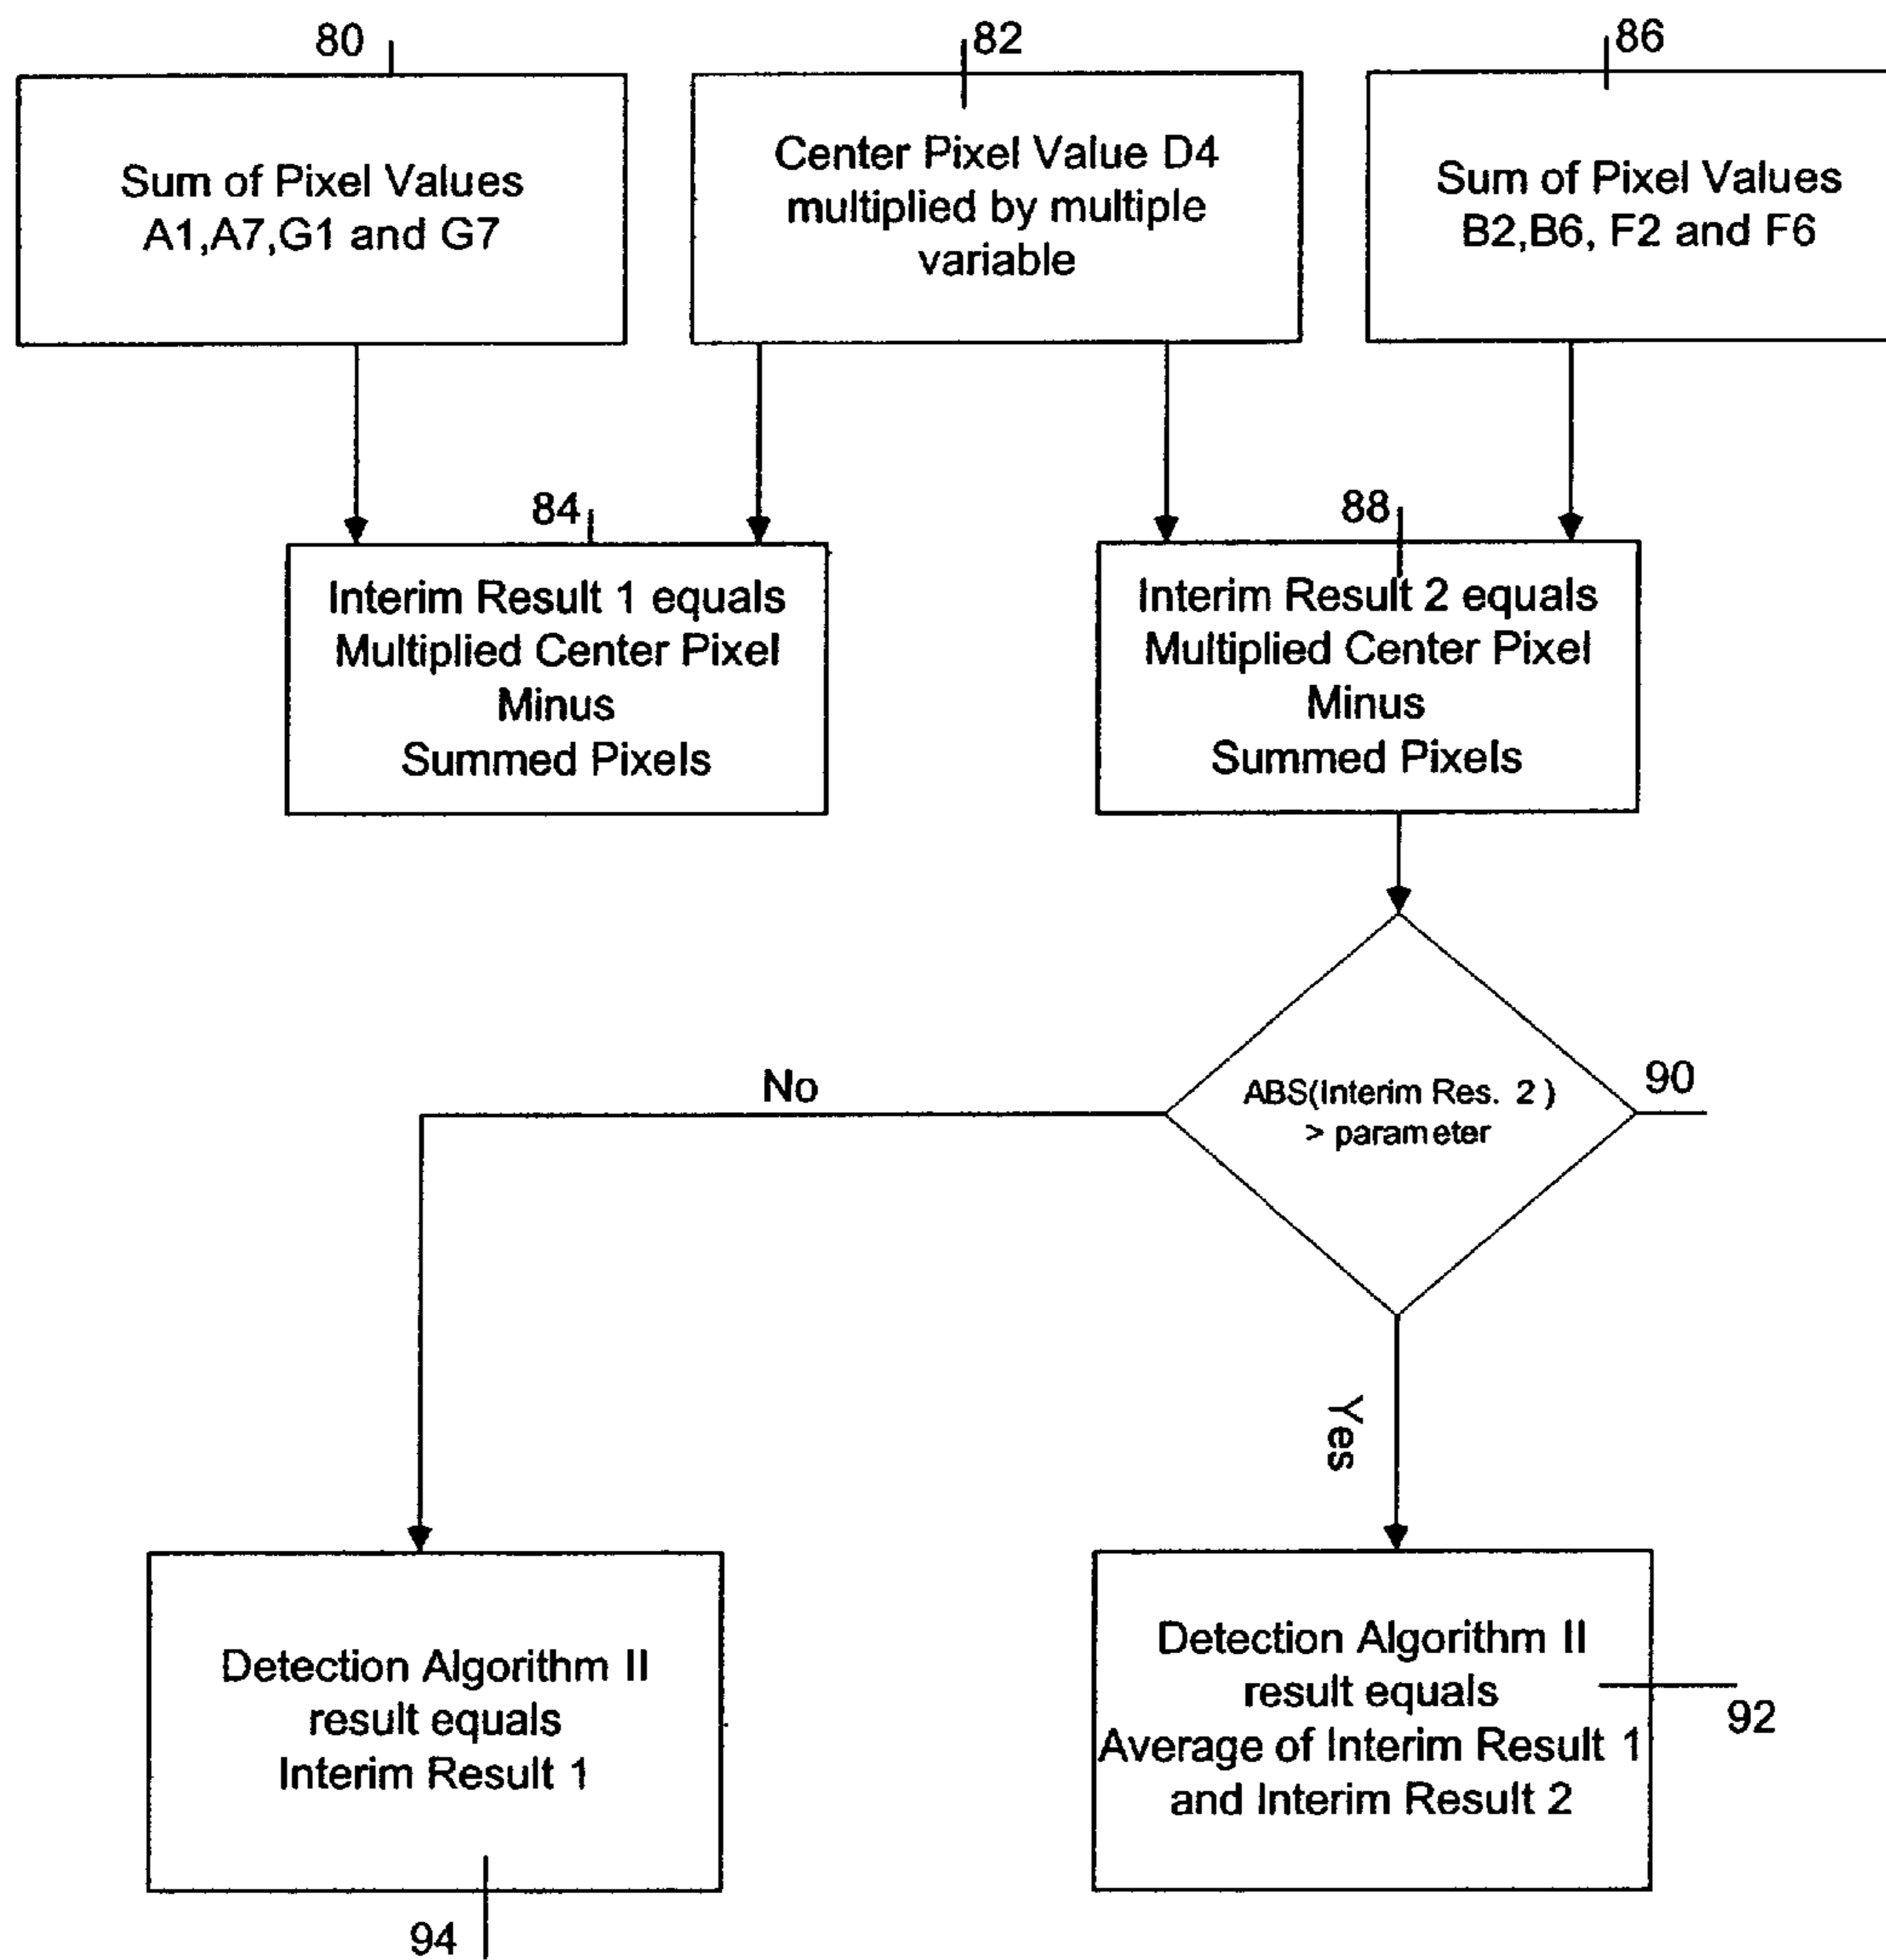 80
82
86
Sum of Pixel Values
A1,A7,G1 and G7
Center Pixel Value D4
multiplied by multiple
variable
Sum of Pixel Values
B2,B6, F2 and F6
84
88
Interim Result 1 equals
Multiplied Center Pixel
Minus
Summed Pixels
Interim Result 2 equals
Multiplied Center Pixel
Minus
Summed Pixels
No
ABS(Interim Res. 2 )
> parameter
90
Yes
Detection Algorithm II
result equals
Interim Result 1
Detection Algorithm II
result equals
Average of Interim Result 1
and Interim Result 2
92
94